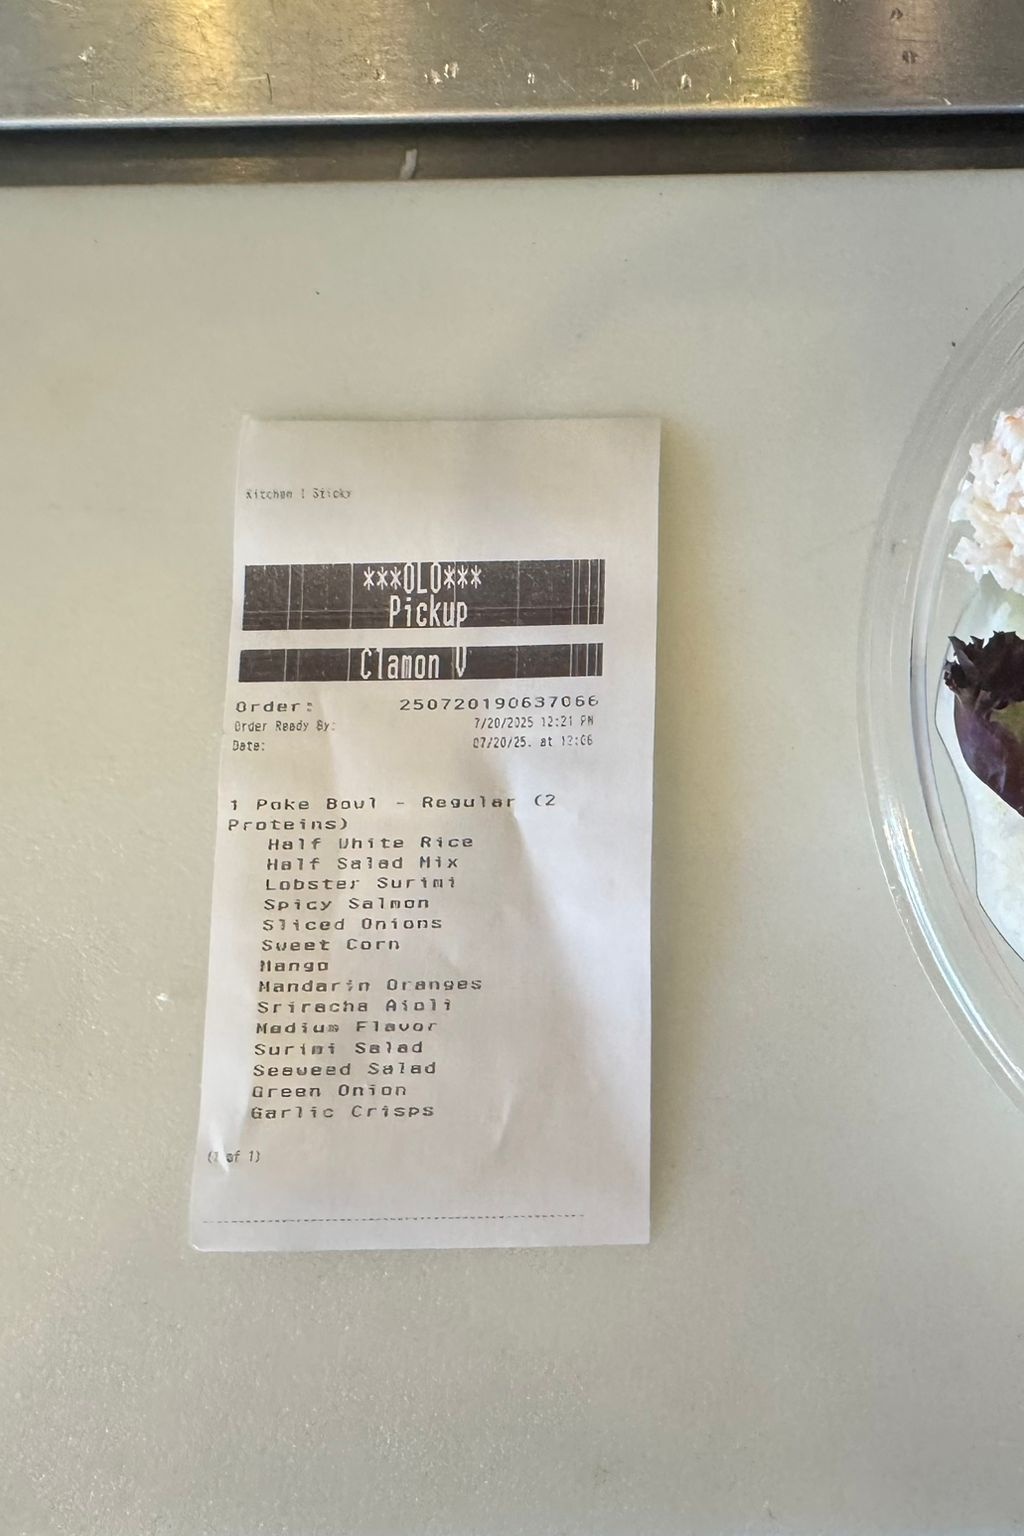 Kitchen | Sticky
***OLO***
Pickup
Clamon V
Order: 250720190637066
Order Ready By: 7/20/2025 12:21 PM
Date: 07/20/25. at 12:06
1 Poke Bowl - Regular (2
Proteins)
Half White Rice
Half Salad Mix
Lobster Surimi
Spicy Salmon
Sliced Onions
Sweet Corn
Mango
Mandarin Oranges
Sriracha Aioli
Medium Flavor
Surimi Salad
Seaweed Salad
Green Onion
Garlic Crisps
(1 of 1)